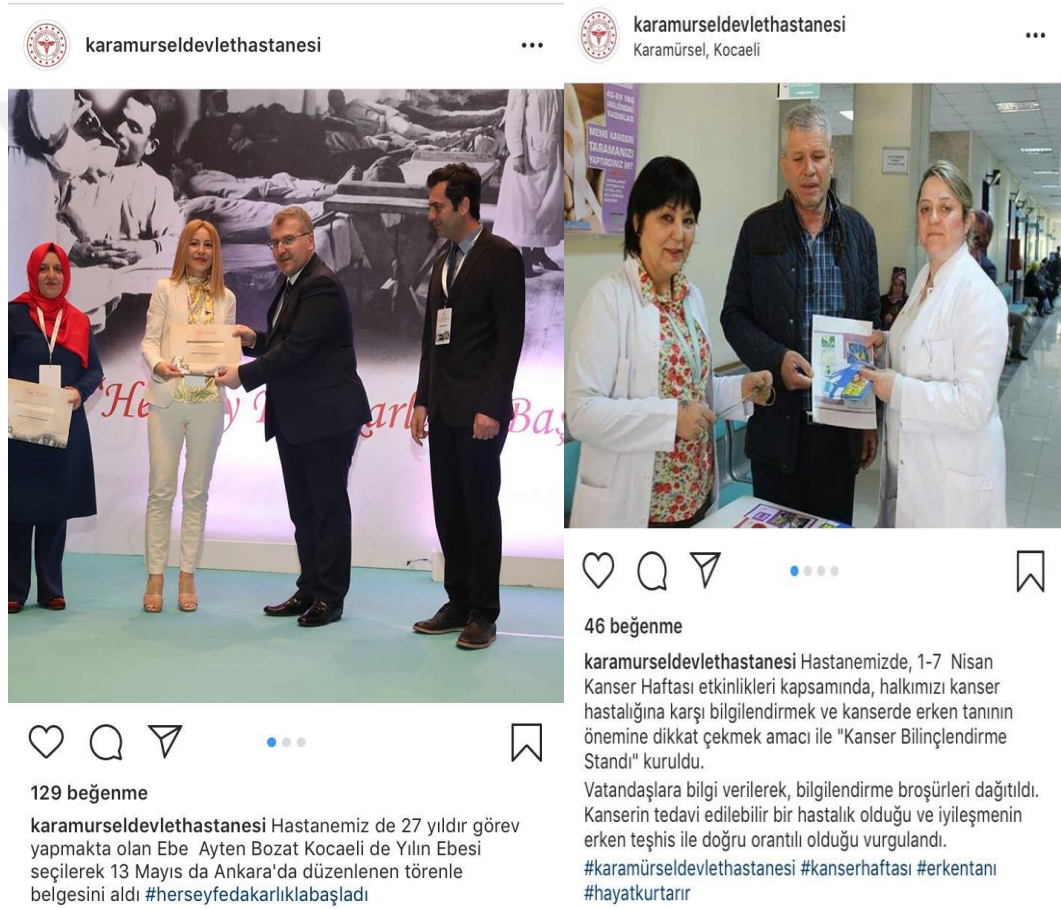 karamurseldevlethastanesi
129 beğenme
karamurseldevlethastanesi Hastanemiz de 27 yıldır görev
yapmakta olan Ebe Ayten Bozat Kocaeli de Yılın Ebesi
seçilerek 13 Mayıs da Ankara'da düzenlenen törenle
belgesini aldı #herseyfedakarlıklabaşladı
karamurseldevlethastanesi
Karamürsel, Kocaeli
40-69 YAŞ
KADINLAR
MEME KANSERİ
TARAMANIZI
YAPTIRDINIZ MI?
46 beğenme
karamurseldevlethastanesi Hastanemizde, 1-7 Nisan
Kanser Haftası etkinlikleri kapsamında, halkımızı kanser
hastalığına karşı bilgilendirmek ve kanserde erken tanının
önemine dikkat çekmek amacı ile "Kanser Bilinçlendirme
Standı" kuruldu.
Vatandaşlara bilgi verilerek, bilgilendirme broşürleri dağıtıldı.
Kanserin tedavi edilebilir bir hastalık olduğu ve iyileşmenin
erken teşhis ile doğru orantılı olduğu vurgulandı.
#karamürseldevlethastanesi #kanserhaftası #erkentanı
#hayatkurtarır